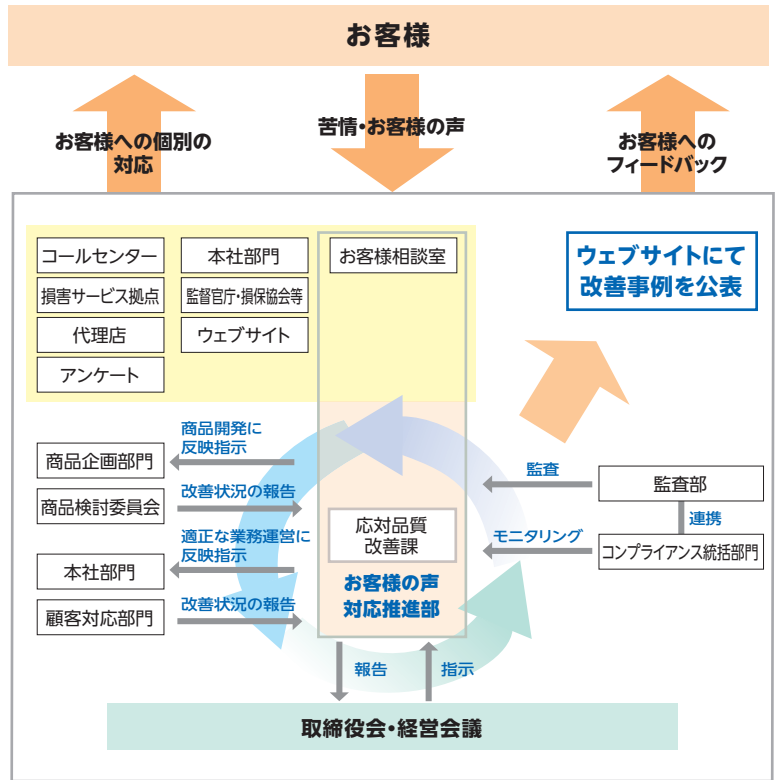 お客様
お客様への個別の
対応
苦情・お客様の声
お客様への
フィードバック
コールセンター
本社部門
お客様相談室
損害サービス拠点
監督官庁・損保協会等
代理店
ウェブサイト
アンケート
ウェブサイトにて
改善事例を公表
商品開発に
反映指示
商品企画部門
改善状況の報告
商品検討委員会
適正な業務運営に
反映指示
本社部門
改善状況の報告
顧客対応部門
応対品質
改善課
お客様の声
対応推進部
監査
監査部
連携
モニタリング
コンプライアンス統括部門
報告
指示
取締役会・経営会議